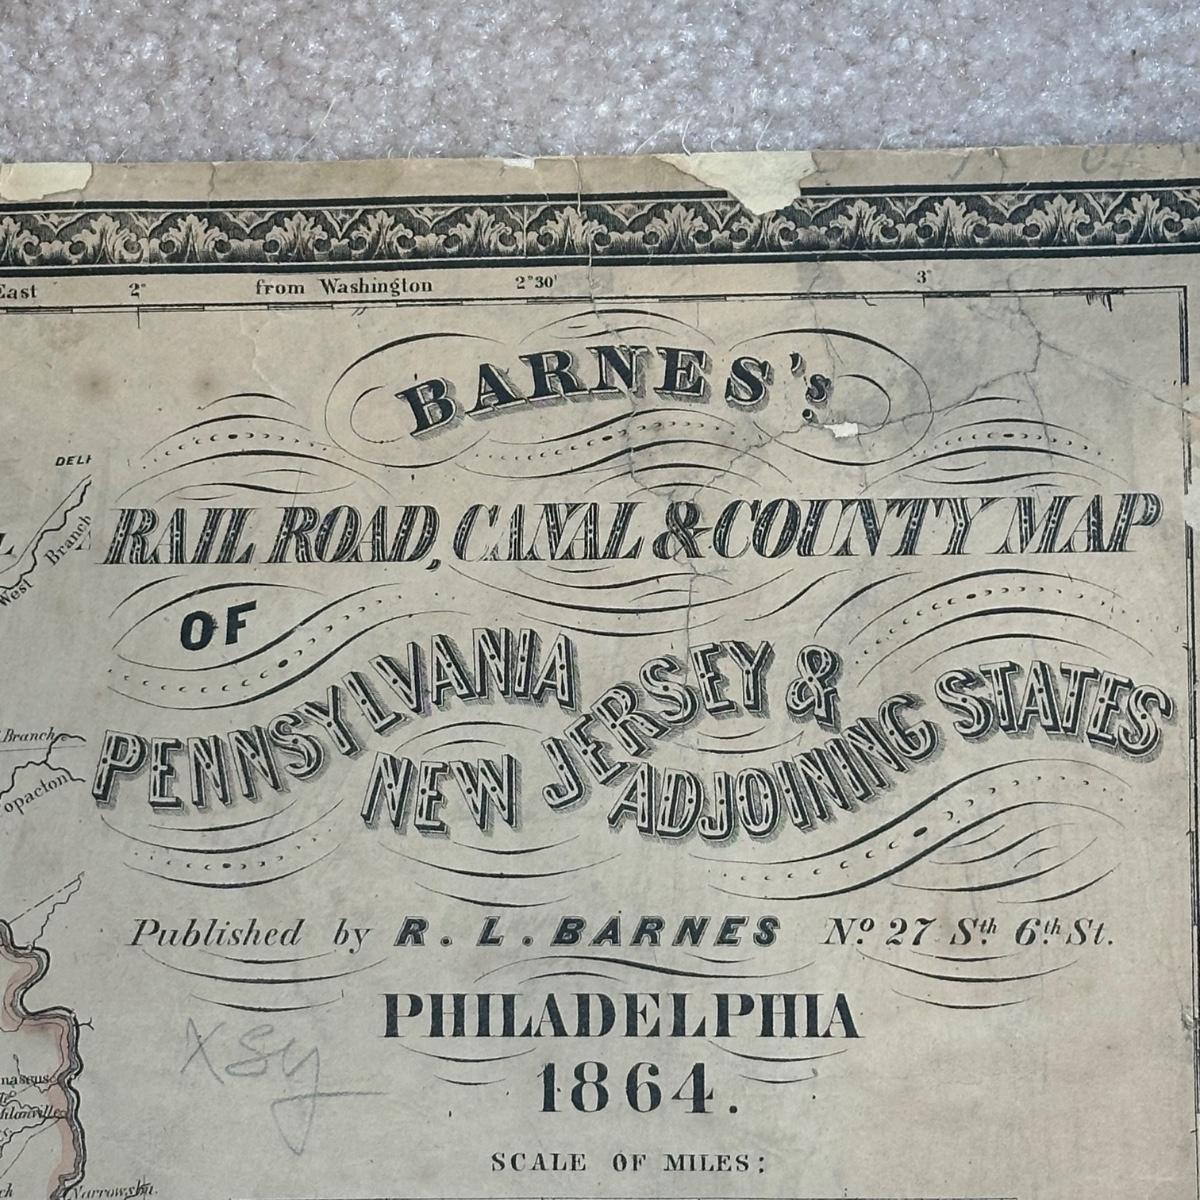 East 2° from Washington 2°30' 3°
BARNES's
RAIL ROAD, CANAL & COUNTY MAP
OF
PENNSYLVANIA
NEW JERSEY &
ADJOINING STATES
West Branch
Branch
Published by R. L. BARNES No. 27 Sth. 6th. St.
PHILADELPHIA
1864.
SCALE OF MILES:
Narrowsbu.